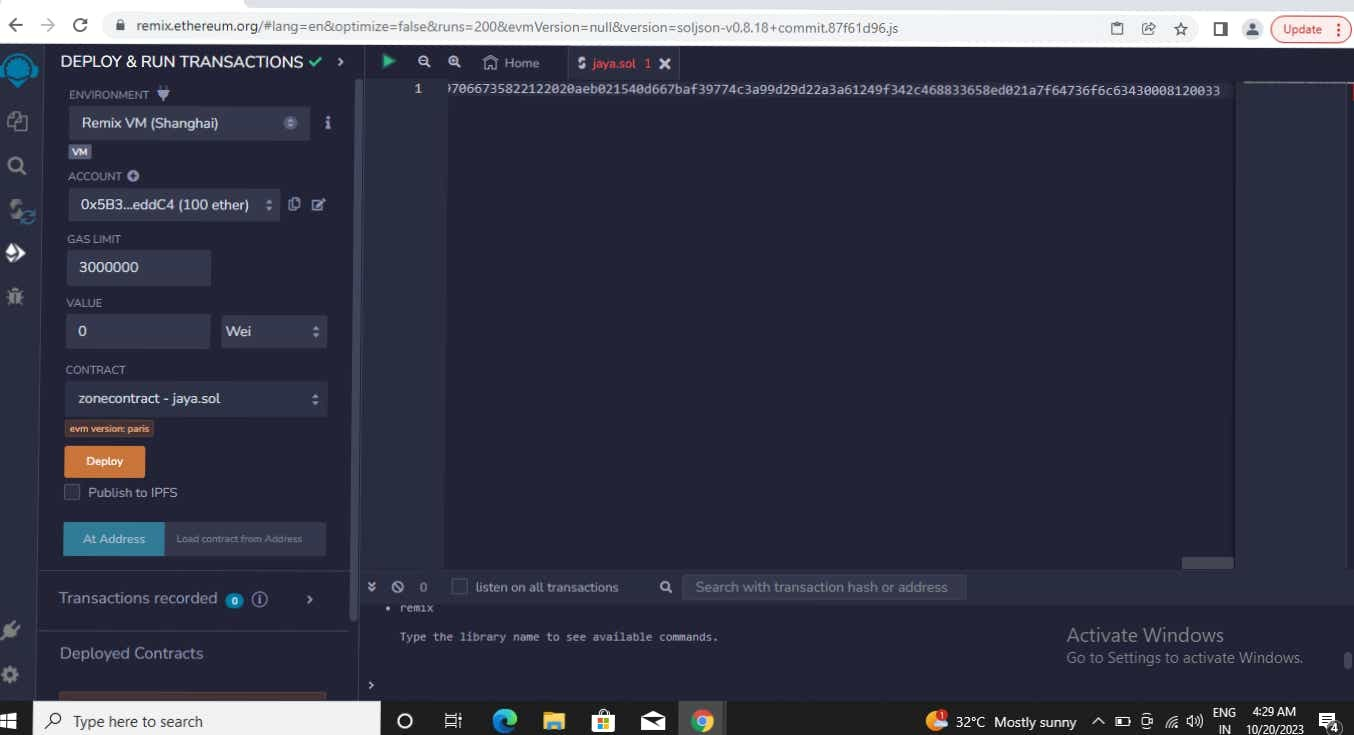 remix.ethereum.org/#lang=en&optimize=false&runs=200&evmVersion=null&version=soljson-v0.8.18+commit.87f61d96.js
Update
DEPLOY & RUN TRANSACTIONS
Home
jaya.sol 1
ENVIRONMENT
Remix VM (Shanghai)
VM
ACCOUNT
0x5B3...eddC4 (100 ether)
GAS LIMIT
3000000
VALUE
0
Wei
CONTRACT
zonecontract - jaya.sol
evm version: paris
Deploy
Publish to IPFS
At Address
Load contract from Address
Transactions recorded 0
Deployed Contracts
1
97066735822122020aeb021540d667baf39774c3a99d29d22a3a61249f342c468833658ed021a7f64736f6c63430008120033
0
listen on all transactions
Search with transaction hash or address
remix
Type the library name to see available commands.
>
Activate Windows
Go to Settings to activate Windows.
Type here to search
1
32°C Mostly sunny
ENG
IN
4:29 AM
10/20/2023
4